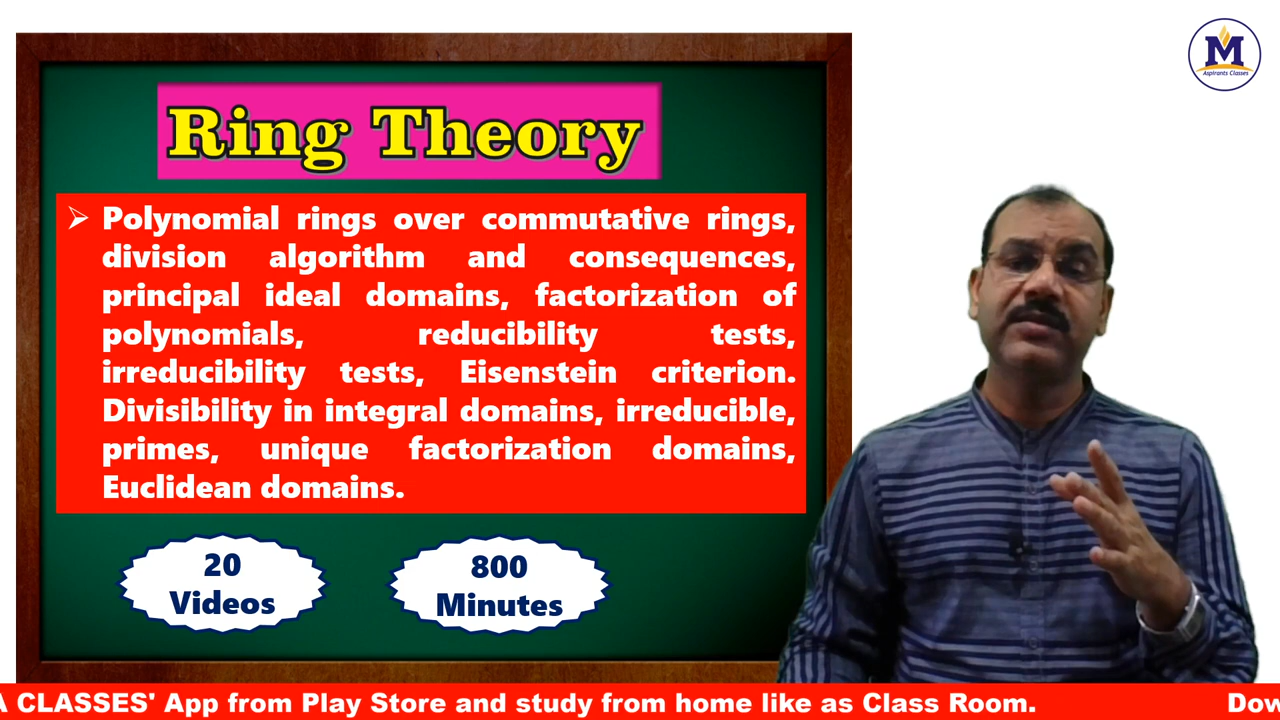 M
Aspirants Classes
Ring Theory
➢ Polynomial rings over commutative rings,
division algorithm and consequences,
principal ideal domains, factorization of
polynomials, reducibility tests,
irreducibility tests, Eisenstein criterion.
Divisibility in integral domains, irreducible,
primes, unique factorization domains,
Euclidean domains.
20
Videos
800
Minutes
A CLASSES' App from Play Store and study from home like as Class Room. Dow